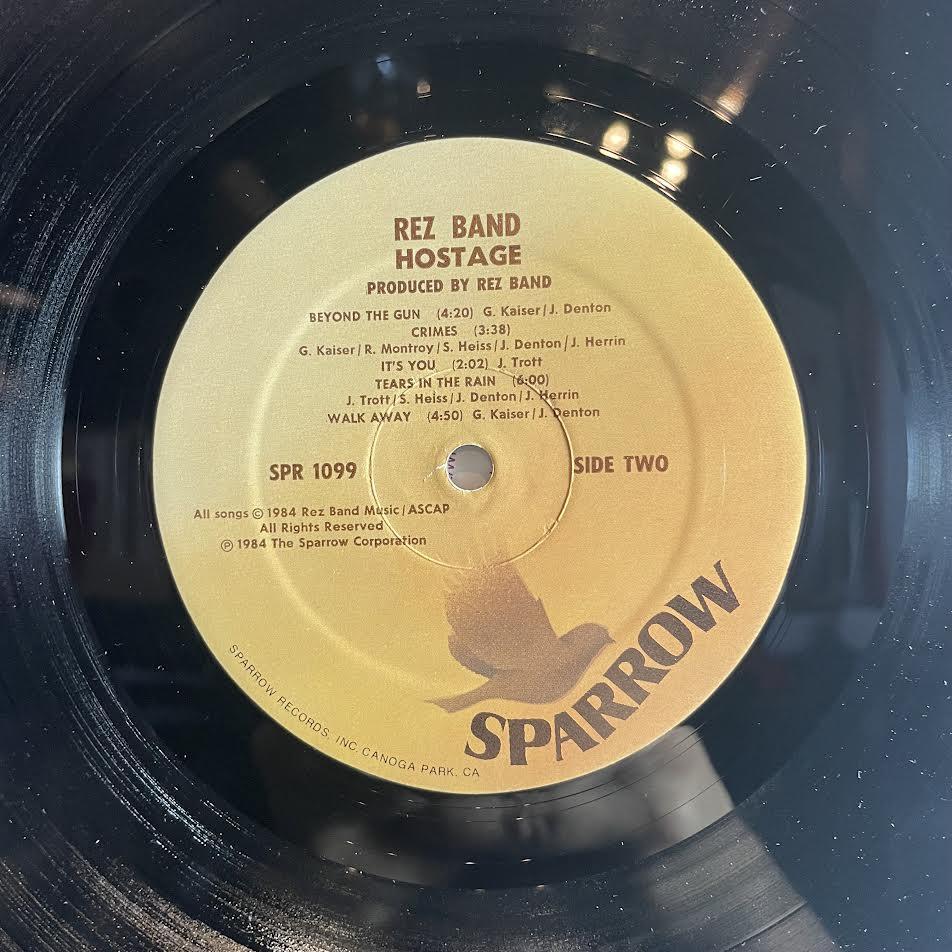 REZ BAND
HOSTAGE
PRODUCED BY REZ BAND
BEYOND THE GUN (4:20) G. Kaiser/J. Denton
CRIMES (3:38)
G. Kaiser/R. Montroy/S. Heiss/J. Denton/J. Herrin
IT'S YOU (2:02) J. Trott
TEARS IN THE RAIN (6:00)
J. Trott/S. Heiss/J. Denton/J. Herrin
WALK AWAY (4:50) G. Kaiser/J. Denton
SPR 1099
SIDE TWO
All songs © 1984 Rez Band Music/ASCAP
All Rights Reserved
℗ 1984 The Sparrow Corporation
SPARROW
SPARROW RECORDS, INC. CANOGA PARK, CA